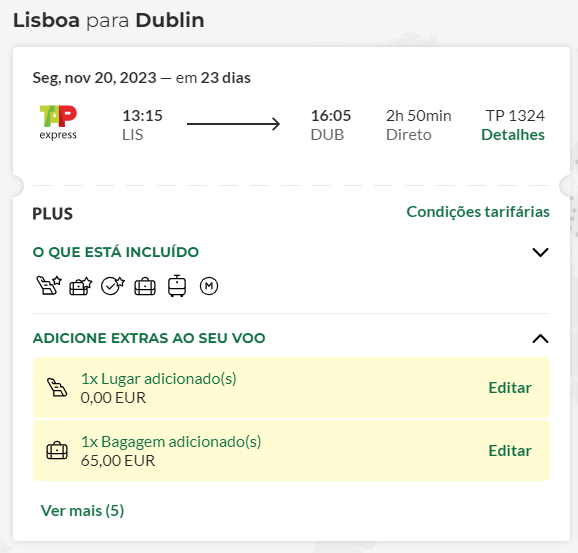 Lisboa para Dublin
Seg, nov 20, 2023 — em 23 dias
TAP express
13:15
LIS
16:05
DUB
2h 50min
Direto
TP 1324
Detalhes
PLUS
Condições tarifárias
O QUE ESTÁ INCLUÍDO
M
ADICIONE EXTRAS AO SEU VOO
1x Lugar adicionado(s)
0,00 EUR
Editar
1x Bagagem adicionado(s)
65,00 EUR
Editar
Ver mais (5)